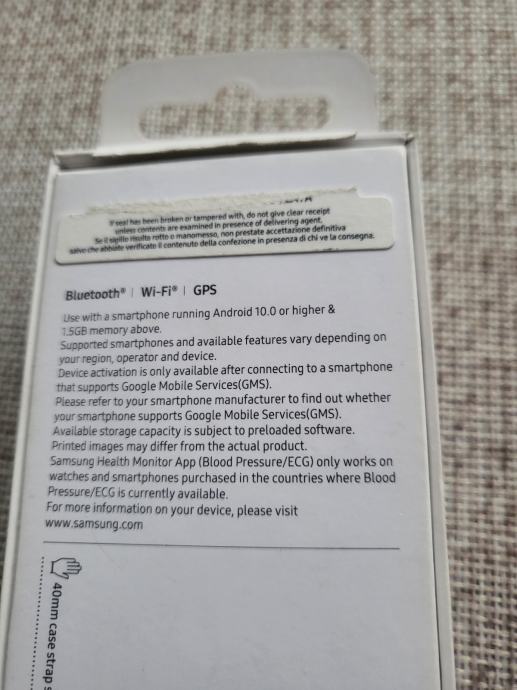 If seal has been broken or tampered with, do not give clear receipt
unless contents are examined in presence of delivering agent.
Se il sigillo risulta rotto o manomesso, non prestate accettazione definitiva
salvo che abbiate verificato il contenuto della confezione in presenza di chi ve la consegna.
Bluetooth® | Wi-Fi® | GPS
Use with a smartphone running Android 10.0 or higher &
1.5GB memory above.
Supported smartphones and available features vary depending on
your region, operator and device.
Device activation is only available after connecting to a smartphone
that supports Google Mobile Services(GMS).
Please refer to your smartphone manufacturer to find out whether
your smartphone supports Google Mobile Services(GMS).
Available storage capacity is subject to preloaded software.
Printed images may differ from the actual product.
Samsung Health Monitor App (Blood Pressure/ECG) only works on
watches and smartphones purchased in the countries where Blood
Pressure/ECG is currently available.
For more information on your device, please visit
www.samsung.com
40mm case strap